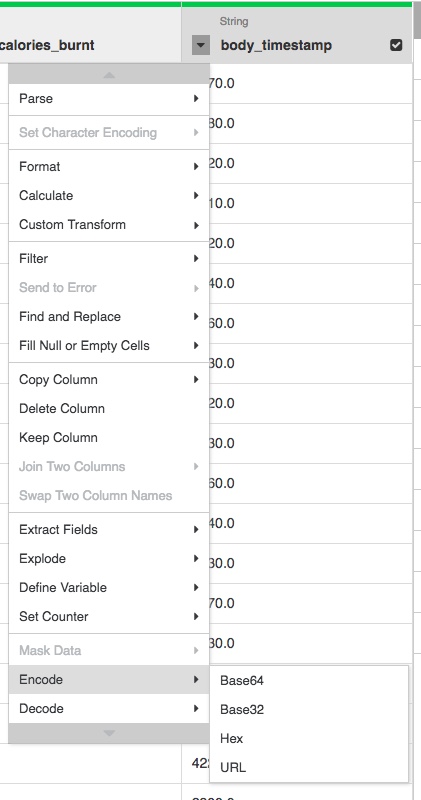 String
calories_burnt
body_timestamp
70.0
Parse
30.0
Set Character Encoding
20.0
Format
10.0
Calculate
Custom Transform
20.0
Filter
40.0
Send to Error
Find and Replace
60.0
Fill Null or Empty Cells
30.0
Copy Column
20.0
Delete Column
Keep Column
30.0
Join Two Columns
60.0
Swap Two Column Names
40.0
Extract Fields
Explode
30.0
Define Variable
70.0
Set Counter
30.0
Mask Data
Encode
Base64
Decode
Base32
Hex
URL